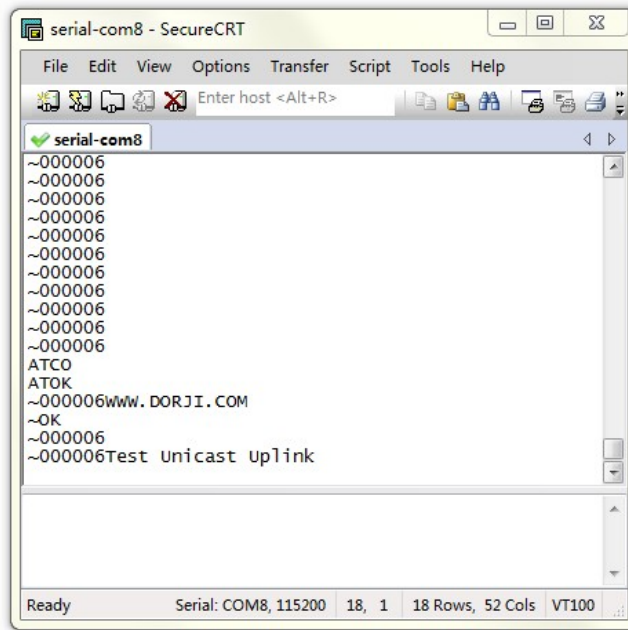 serial-com8 - SecureCRT
File Edit View Options Transfer Script Tools Help
Enter host <Alt+R>
serial-com8
~000006
~000006
~000006
~000006
~000006
~000006
~000006
~000006
~000006
~000006
~000006
ATCO
ATOK
~000006WWW.DORJI.COM
~OK
~000006
~000006Test Unicast Uplink
Ready Serial: COM8, 115200 18, 1 18 Rows, 52 Cols VT100